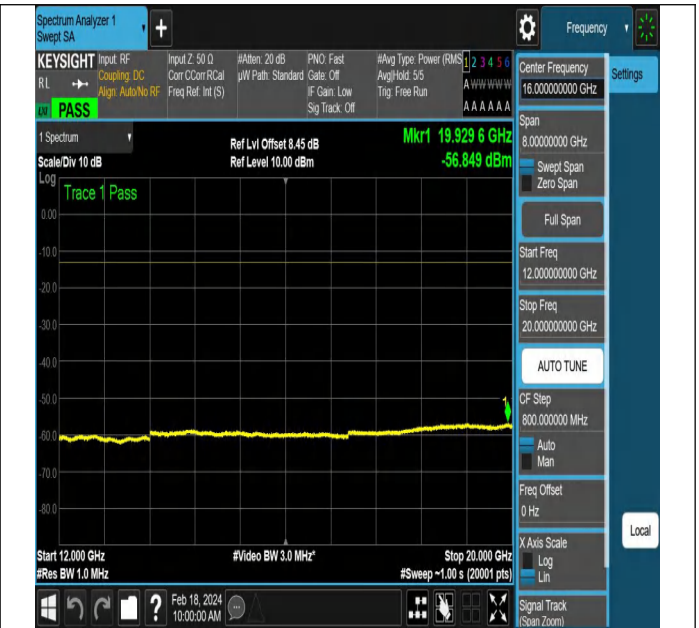 Spectrum Analyzer 1
Swept SA
Frequency
KEYSIGHT
RL
PASS
Input: RF
Coupling: DC
Align: Auto/No RF
Input Z: 50 Ω
Corr CCorr RCal
Freq Ref: Int (S)
#Atten: 20 dB
µW Path: Standard
PNO: Fast
Gate: Off
IF Gain: Low
Sig Track: Off
#Avg Type: Power (RMS
Avg|Hold: 5/5
Trig: Free Run
1 2 3 4 5 6
A W W W W W
A A A A A A
1 Spectrum
Scale/Div 10 dB
Ref Lvl Offset 8.45 dB
Ref Level 10.00 dBm
Mkr1 19.929 6 GHz
-56.849 dBm
Log
Trace 1 Pass
0.00
-10.0
-20.0
-30.0
-40.0
-50.0
-60.0
-70.0
-80.0
1
Start 12.000 GHz
#Res BW 1.0 MHz
#Video BW 3.0 MHz*
Stop 20.000 GHz
#Sweep ~1.00 s (20001 pts)
Feb 18, 2024
10:00:00 AM
?
Center Frequency
16.00000000 GHz
Settings
Span
8.00000000 GHz
Swept Span
Zero Span
Full Span
Start Freq
12.000000000 GHz
Stop Freq
20.000000000 GHz
AUTO TUNE
CF Step
800.000000 MHz
Auto
Man
Freq Offset
0 Hz
X Axis Scale
Log
Lin
Local
Signal Track
(Span Zoom)